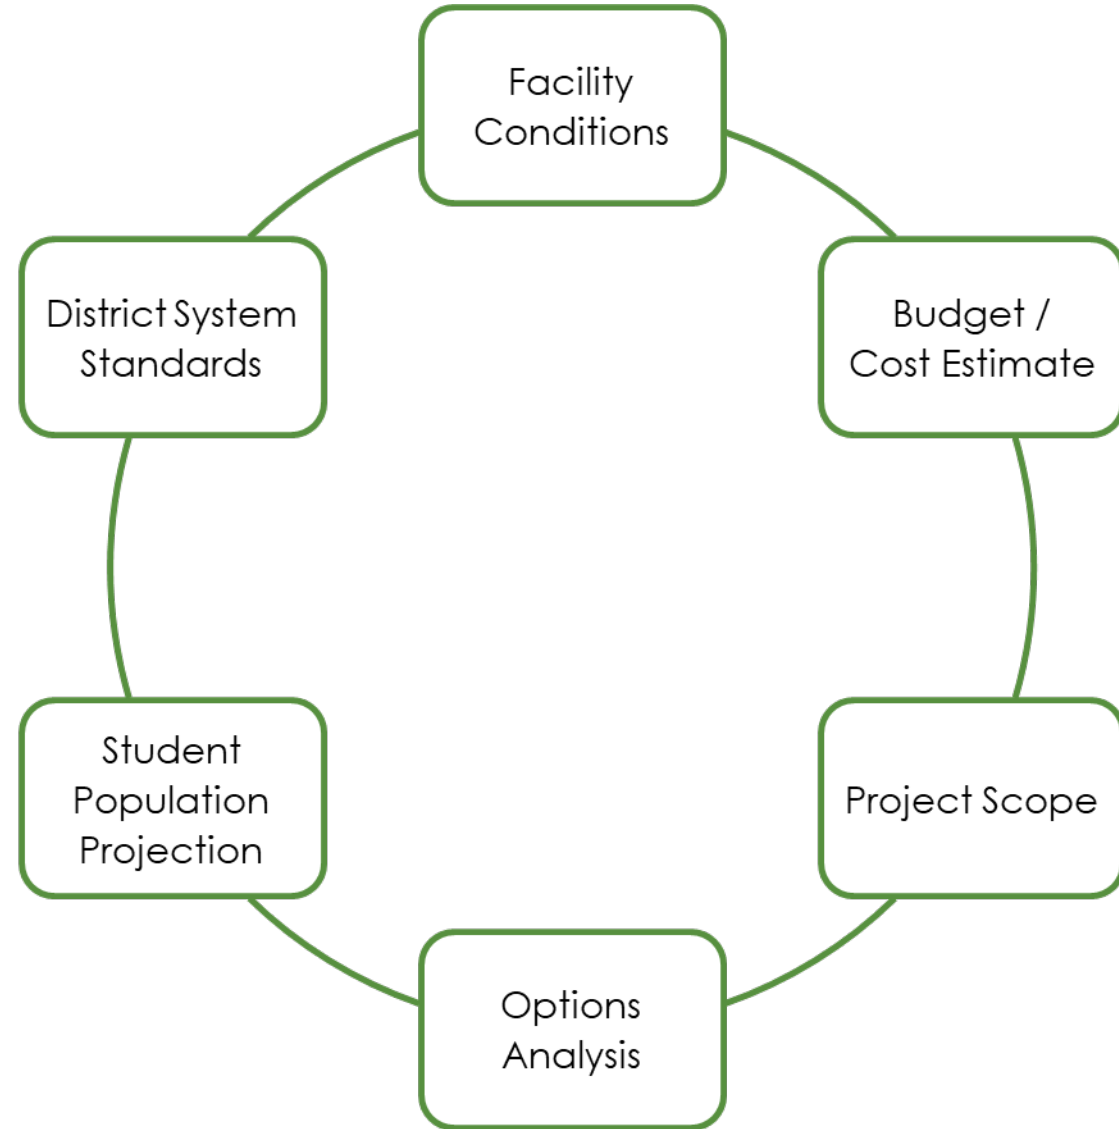 Facility
Conditions
Budget /
Cost Estimate
Project Scope
Options
Analysis
Student
Population
Projection
District System
Standards